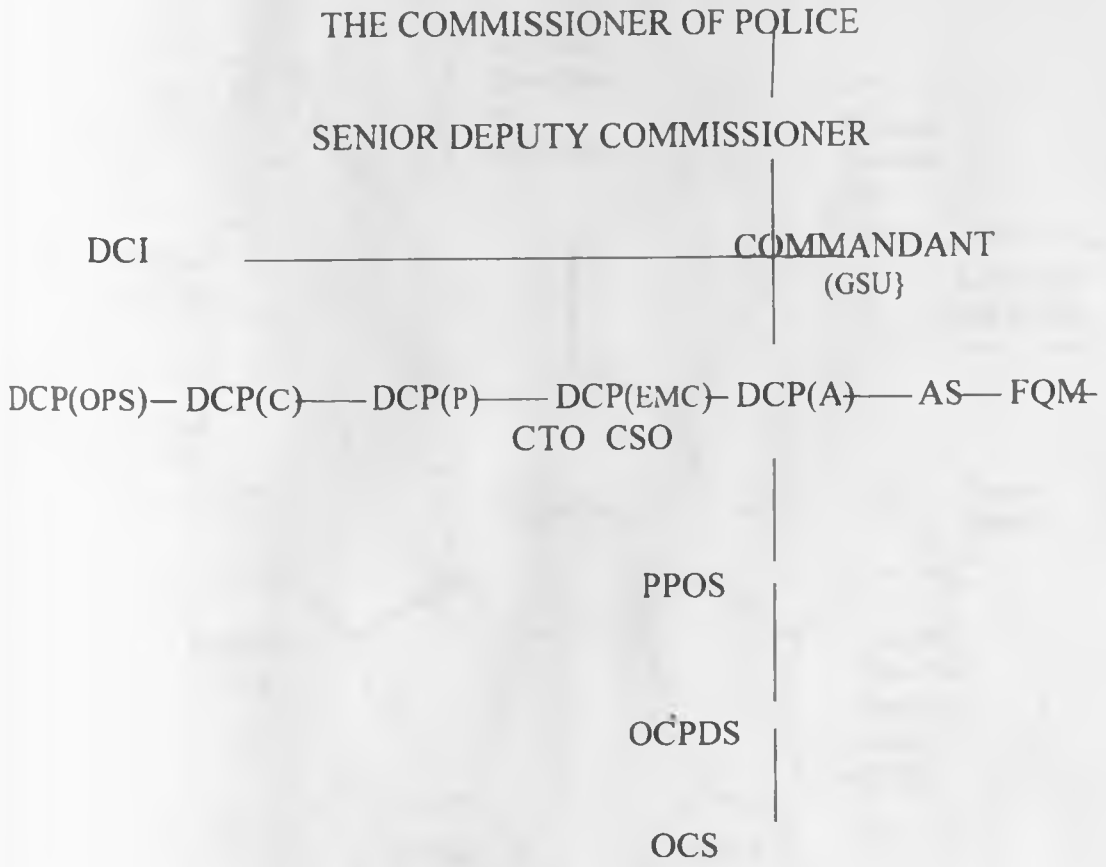 THE COMMISSIONER OF POLICE
SENIOR DEPUTY COMMISSIONER
DCI COMMANDANT
(GSU}
DCP(OPS)— DCP(C)—— DCP(P)—— DCP(EMC)— DCP(A)—— AS— FQM—
CTO CSO
PPOS
OCPDS
OCS